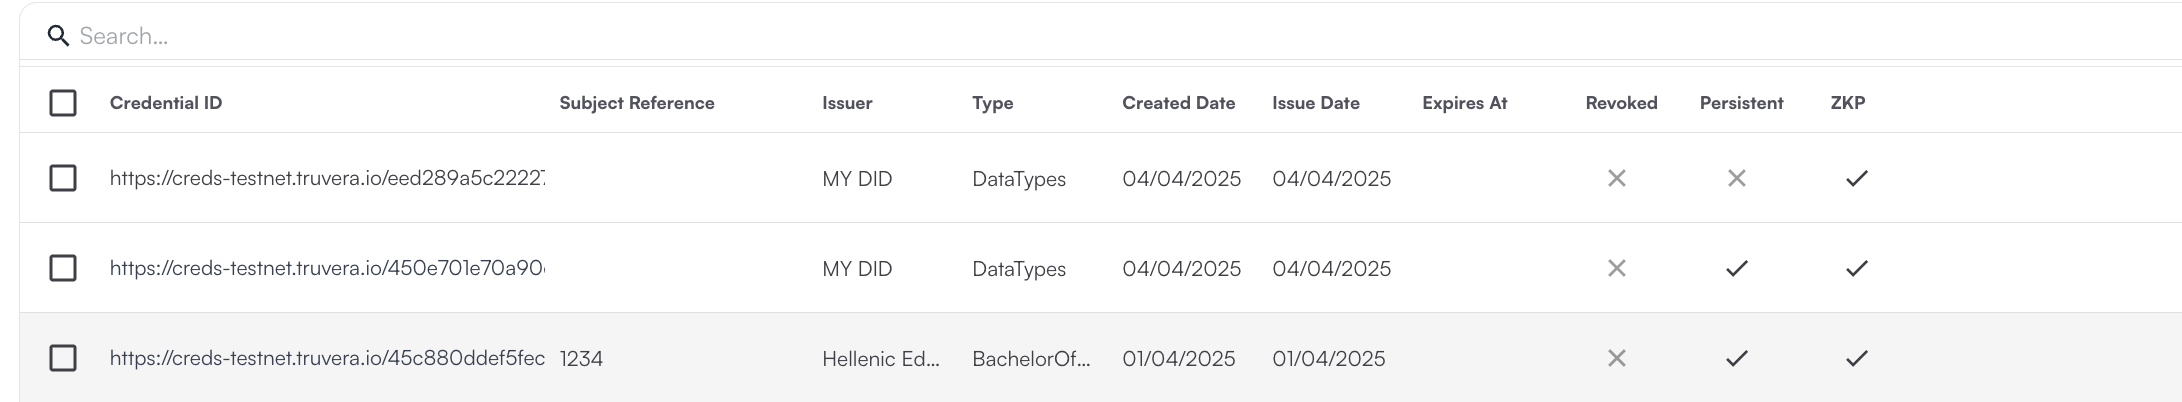 Search...
Credential ID Subject Reference Issuer Type Created Date Issue Date Expires At Revoked Persistent ZKP
https://creds-testnet.truvera.io/eed289a5c22227 MY DID DataTypes 04/04/2025 04/04/2025
https://creds-testnet.truvera.io/450e701e70a90 MY DID DataTypes 04/04/2025 04/04/2025
https://creds-testnet.truvera.io/45c880ddef5fec 1234 Hellenic Ed... BachelorOf... 01/04/2025 01/04/2025